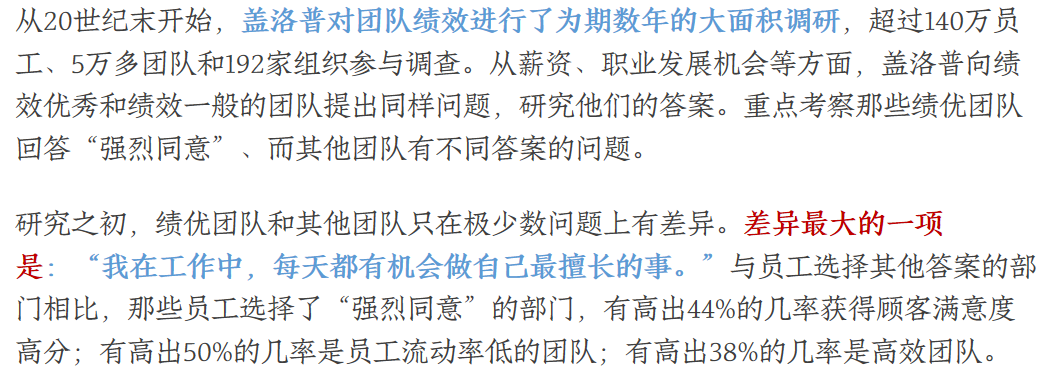 从20世纪末开始，盖洛普对团队绩效进行了为期数年的大面积调研，超过140万员
工、5万多团队和192家组织参与调查。从薪资、职业发展机会等方面，盖洛普向绩
效优秀和绩效一般的团队提出同样问题，研究他们的答案。重点考察那些绩优团队
回答“强烈同意”、而其他团队有不同答案的问题。
研究之初，绩优团队和其他团队只在极少数问题上有差异。差异最大的一项
是：“我在工作中，每天都有机会做自己最擅长的事。”与员工选择其他答案的部
门相比，那些员工选择了“强烈同意”的部门，有高出44%的几率获得顾客满意度
高分；有高出50%的几率是员工流动率低的团队；有高出38%的几率是高效团队。